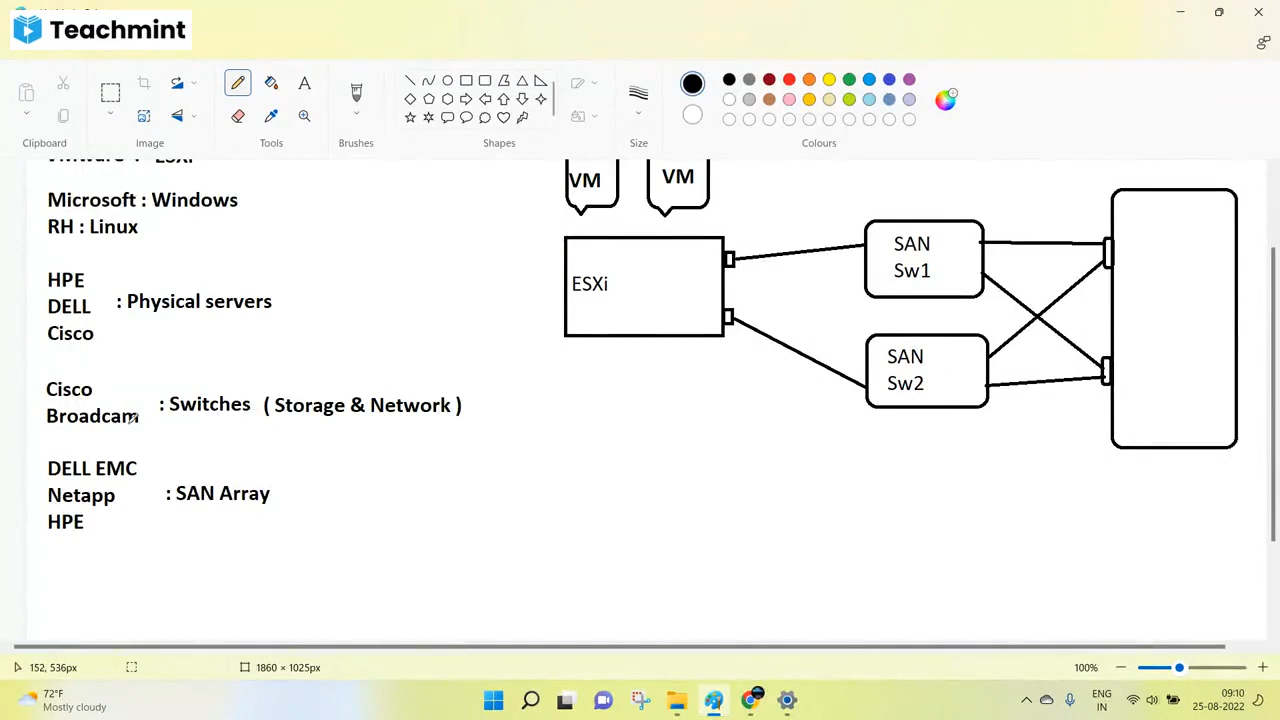 Teachmint
Clipboard
Image
Tools
Brushes
Shapes
Size
Colours
A
ESXi
VM
VM
Microsoft : Windows
RH : Linux
HPE
DELL
Cisco
: Physical servers
Cisco
Broadcam
: Switches ( Storage & Network )
DELL EMC
Netapp
HPE
: SAN Array
ESXi
SAN
Sw1
SAN
Sw2
152, 536px
1860 × 1025px
100%
72°F
Mostly cloudy
ENG
IN
09:10
25-08-2022